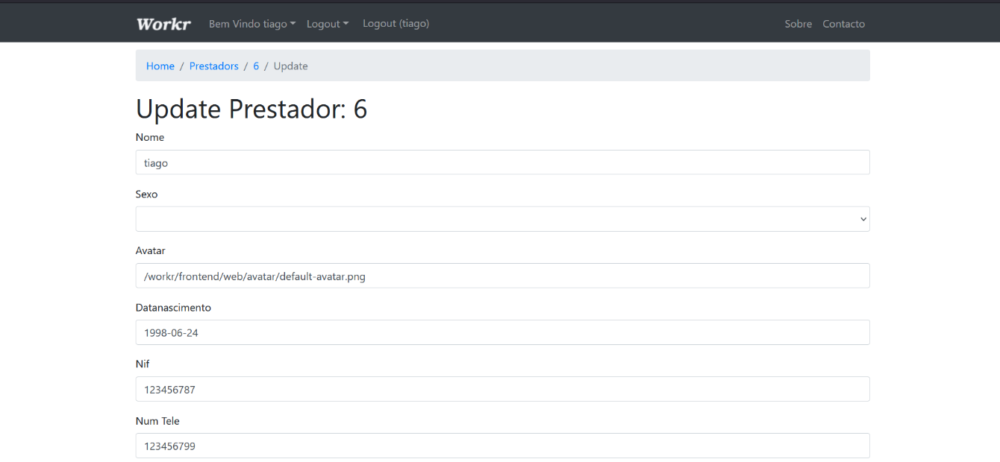 Workr Bem Vindo tiago Logout Logout (tiago) Sobre Contacto
Home / Prestadors / 6 / Update
Update Prestador: 6
Nome
tiago
Sexo
Avatar
/workr/frontend/web/avatar/default-avatar.png
Datanascimento
1998-06-24
Nif
123456787
Num Tele
123456799